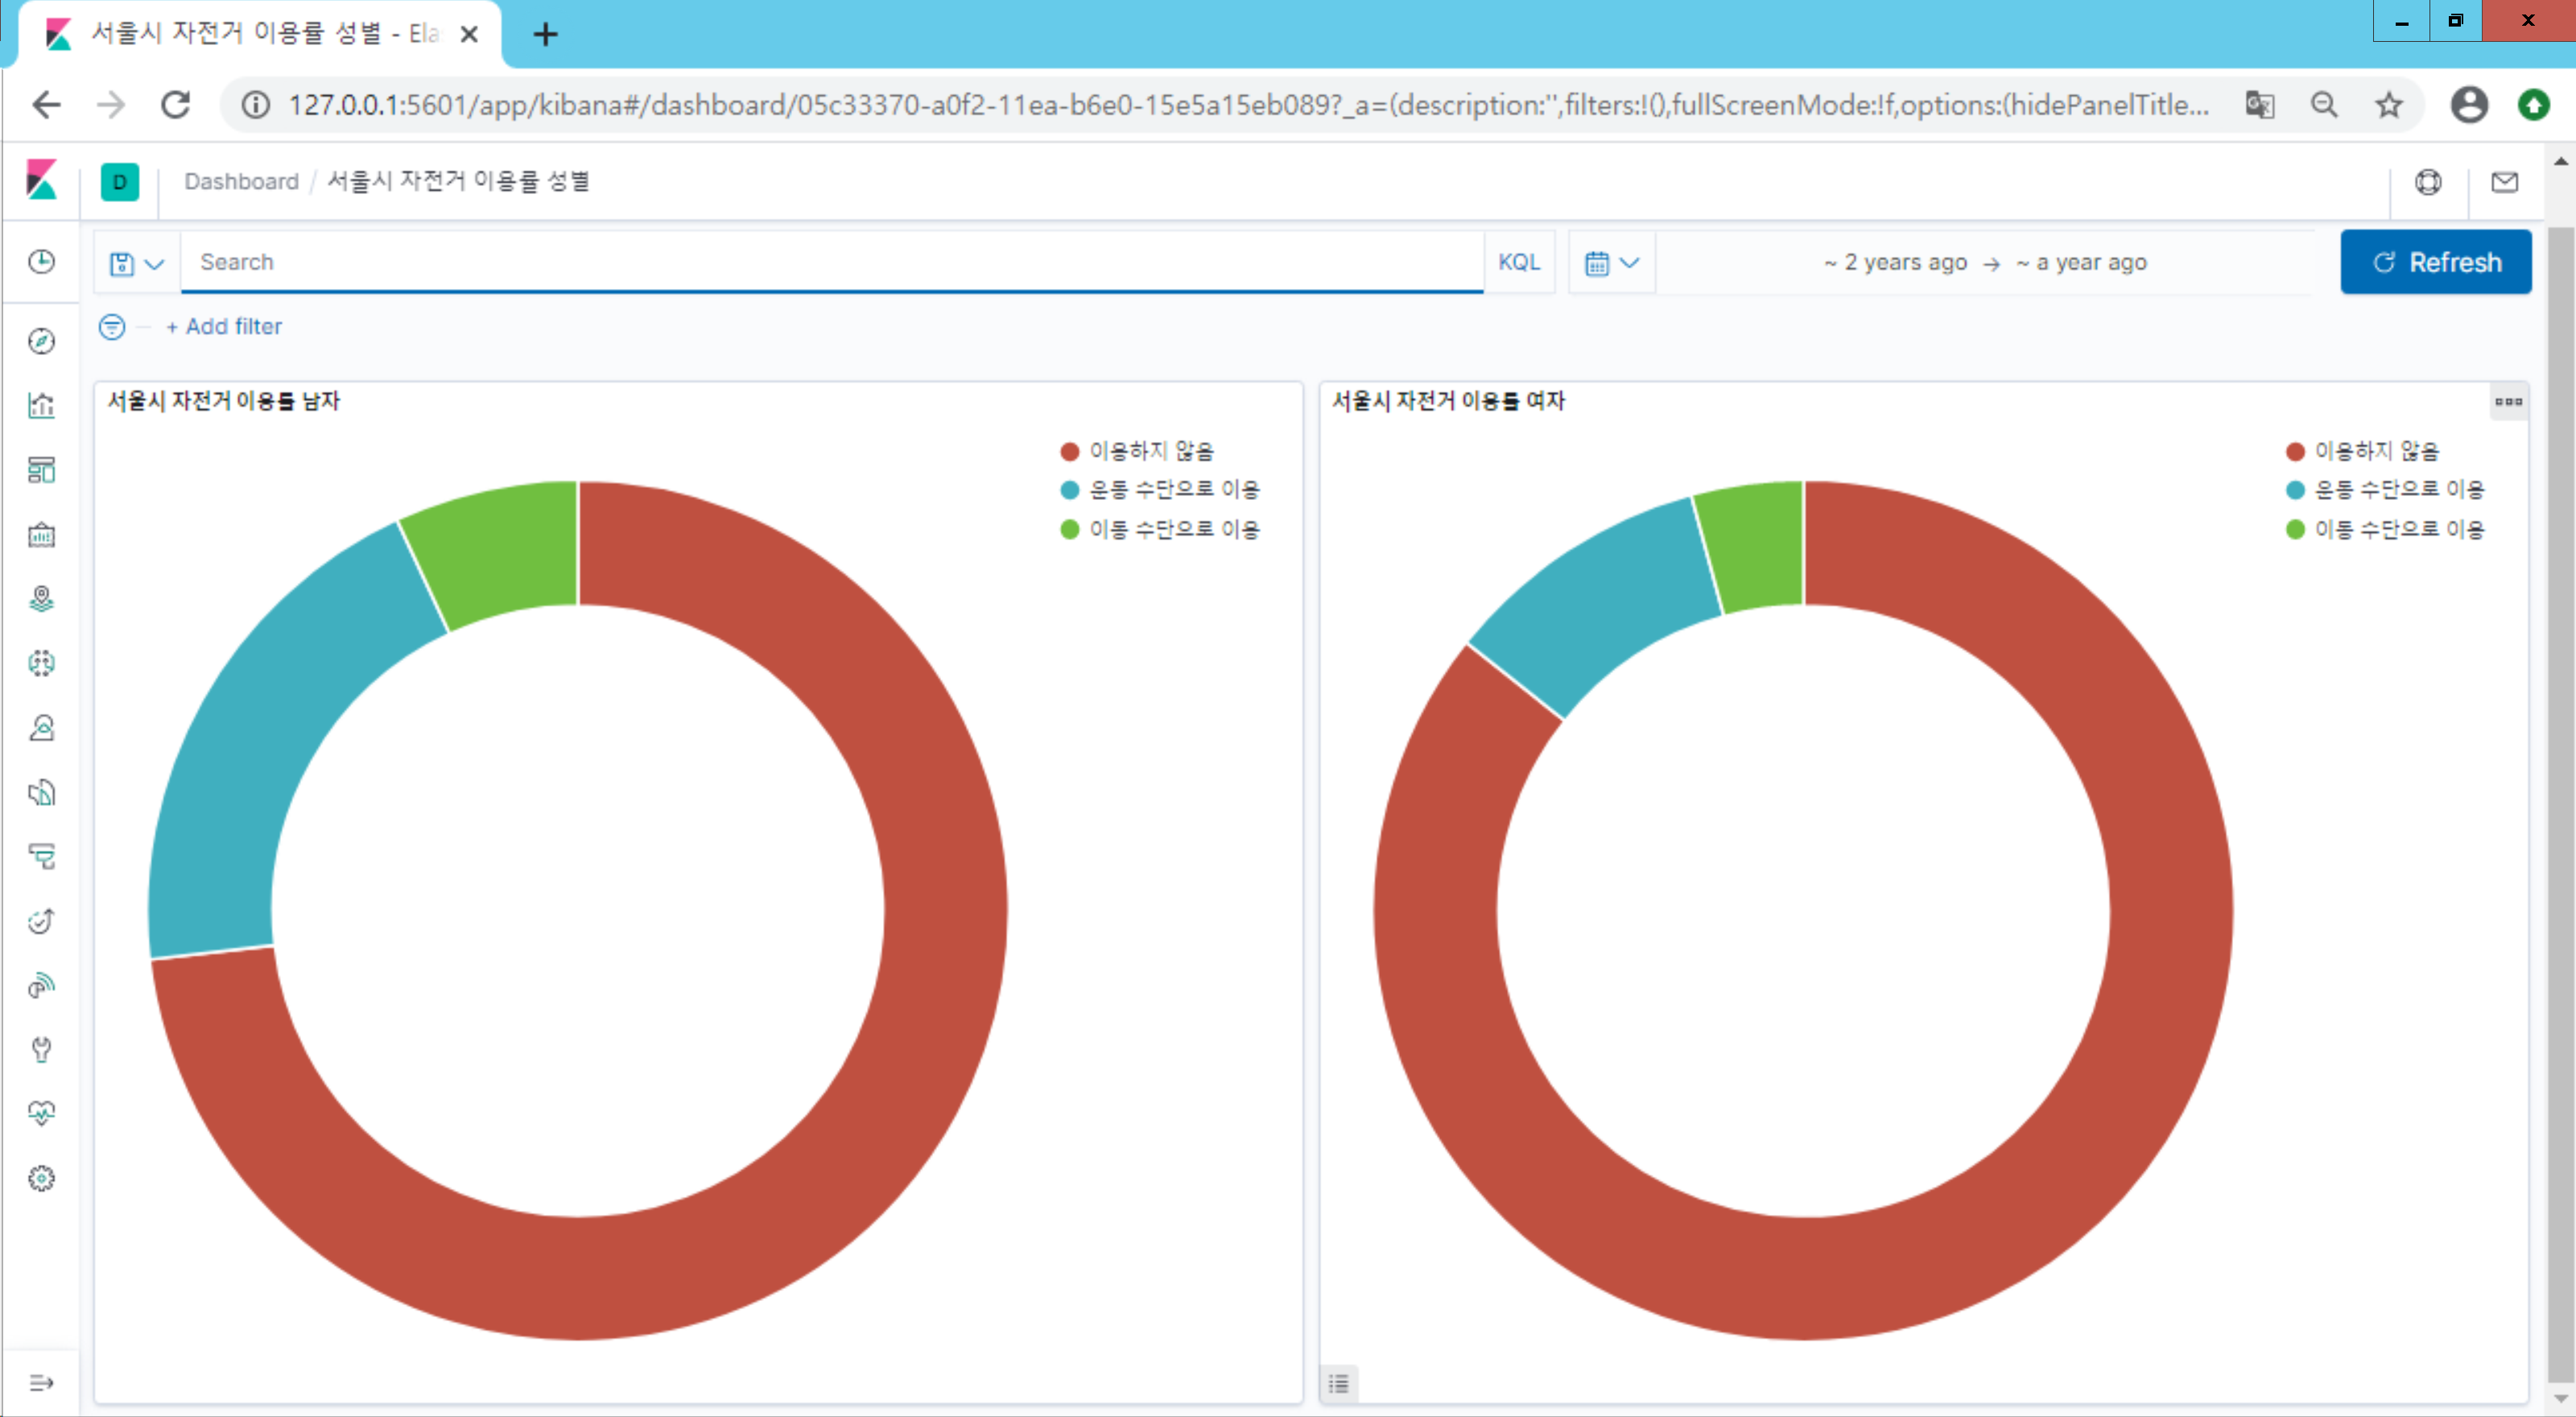 서울시 자전거 이용률 성별 - Ela
127.0.0.1:5601/app/kibana#/dashboard/05c33370-a0f2-11ea-b6e0-15e5a15eb089?_a=(description:'',filters:!(),fullScreenMode:!f,options:(hidePanelTitle...
D
Dashboard / 서울시 자전거 이용률 성별
Search
KQL
~ 2 years ago → ~ a year ago
Refresh
+ Add filter
서울시 자전거 이용률 남자
이용하지 않음
운동 수단으로 이용
이동 수단으로 이용
서울시 자전거 이용률 여자
이용하지 않음
운동 수단으로 이용
이동 수단으로 이용